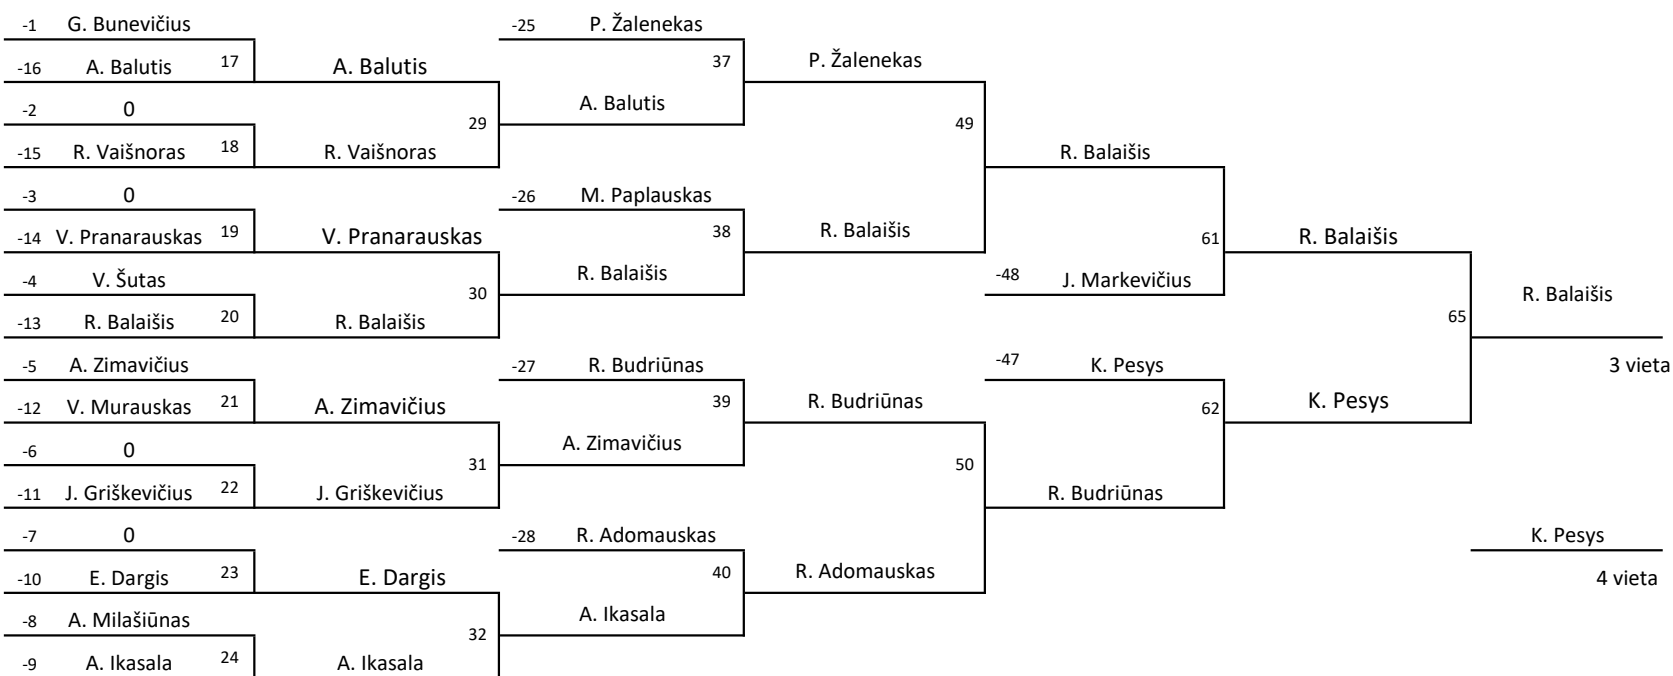 -1 G. Bunevičius -25 P. Žalenekas
-16 A. Balutis 17 A. Balutis 37 P. Žalenekas
-2 0 A. Balutis
29 49
-15 R. Vaišnoras 18 R. Vaišnoras R. Balaišis
-3 0 -26 M. Paplauskas
-14 V. Pranarauskas 19 V. Pranarauskas 38 R. Balaišis 61 R. Balaišis
-4 V. Šutas R. Balaišis -48 J. Markevičius
30 R. Balaišis
-13 R. Balaišis 20 R. Balaišis 65
-5 A. Zimavičius -27 R. Budriūnas -47 K. Pesys 3 vieta
-12 V. Murauskas 21 A. Zimavičius 39 R. Budriūnas 62 K. Pesys
-6 0 A. Zimavičius
31 50
-11 J. Griškevičius 22 J. Griškevičius R. Budriūnas
-7 0 -28 R. Adomauskas K. Pesys
-10 E. Dargis 23 E. Dargis 40 R. Adomauskas 4 vieta
-8 A. Milašiūnas A. Ikasala
32
-9 A. Ikasala 24 A. Ikasala